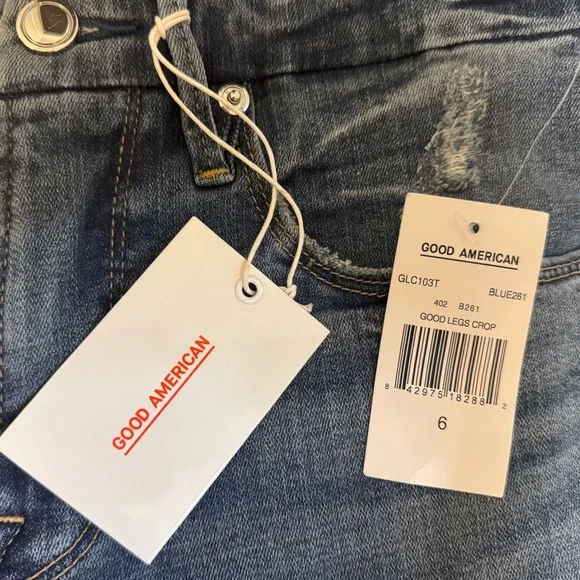 GOOD AMERICAN
GOOD AMERICAN
GLC103T BLUE261
402 B261
GOOD LEGS CROP
8 42975 18288 2
6